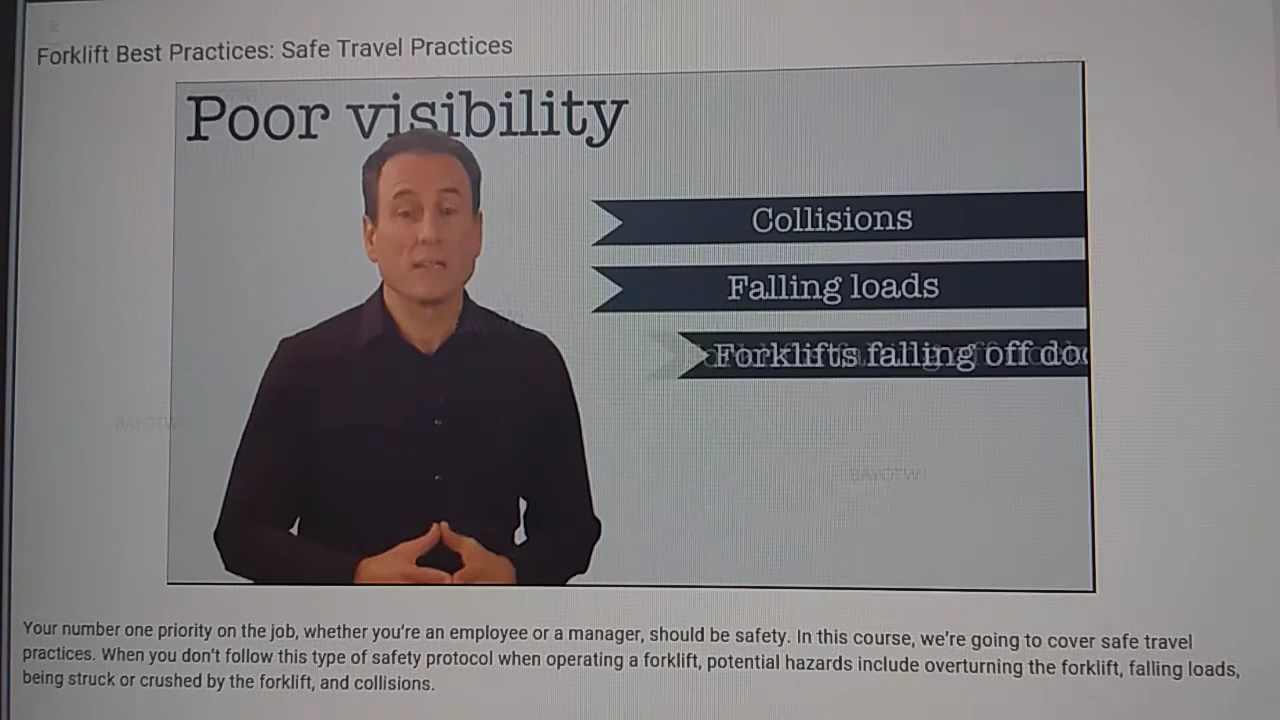 Forklift Best Practices: Safe Travel Practices
Poor visibility
Collisions
Falling loads
Forklifts falling off
BAYOTW
BAYOTW
Your number one priority on the job, whether you're an employee or a manager, should be safety. In this course, we're going to cover safe travel
practices. When you don't follow this type of safety protocol when operating a forklift, potential hazards include overturning the forklift, falling loads,
being struck or crushed by the forklift, and collisions.